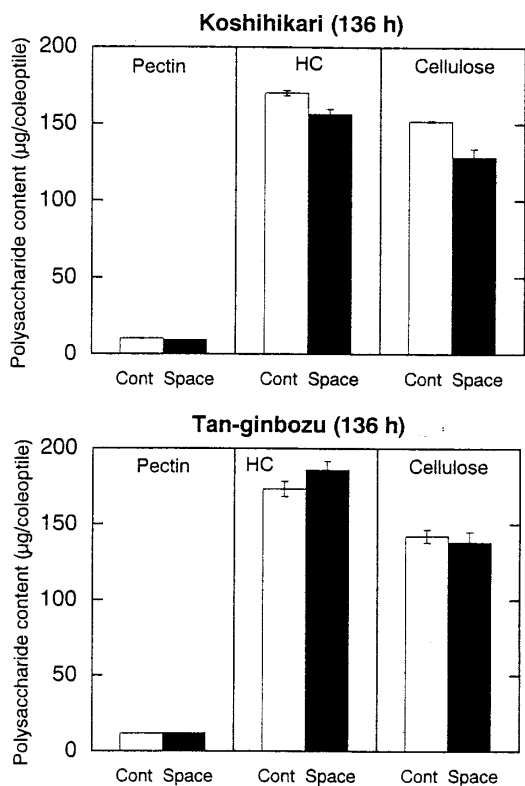 Koshihikari (136 h)
Polysaccharide content (µg/coleoptile)
200
150
100
50
0
Pectin
HC
Cellulose
Cont Space
Cont Space
Cont Space
Tan-ginbozu (136 h)
Polysaccharide content (µg/coleoptile)
200
150
100
50
0
Pectin
HC
Cellulose
Cont Space
Cont Space
Cont Space